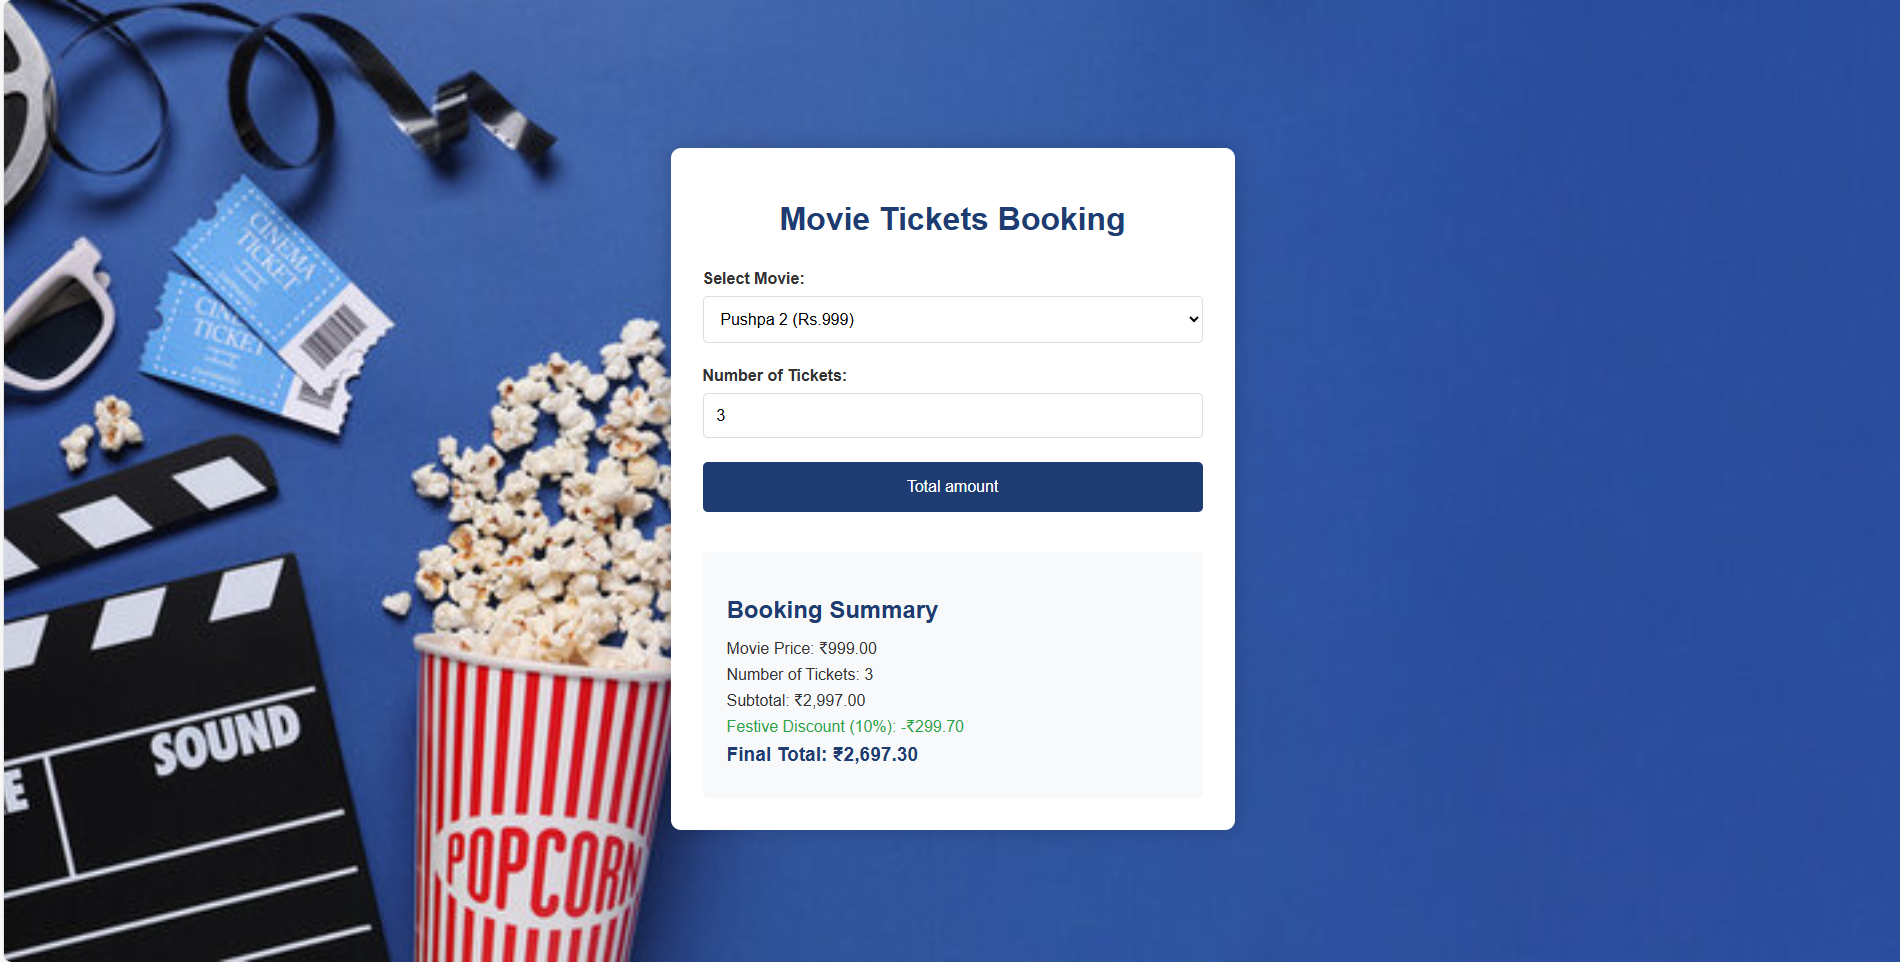 CINEMA
TICKET
CINE
TICKET
SOUND
E
POPCORN
Movie Tickets Booking
Select Movie:
Pushpa 2 (Rs.999)
Number of Tickets:
3
Total amount
Booking Summary
Movie Price: ₹999.00
Number of Tickets: 3
Subtotal: ₹2,997.00
Festive Discount (10%): -₹299.70
Final Total: ₹2,697.30